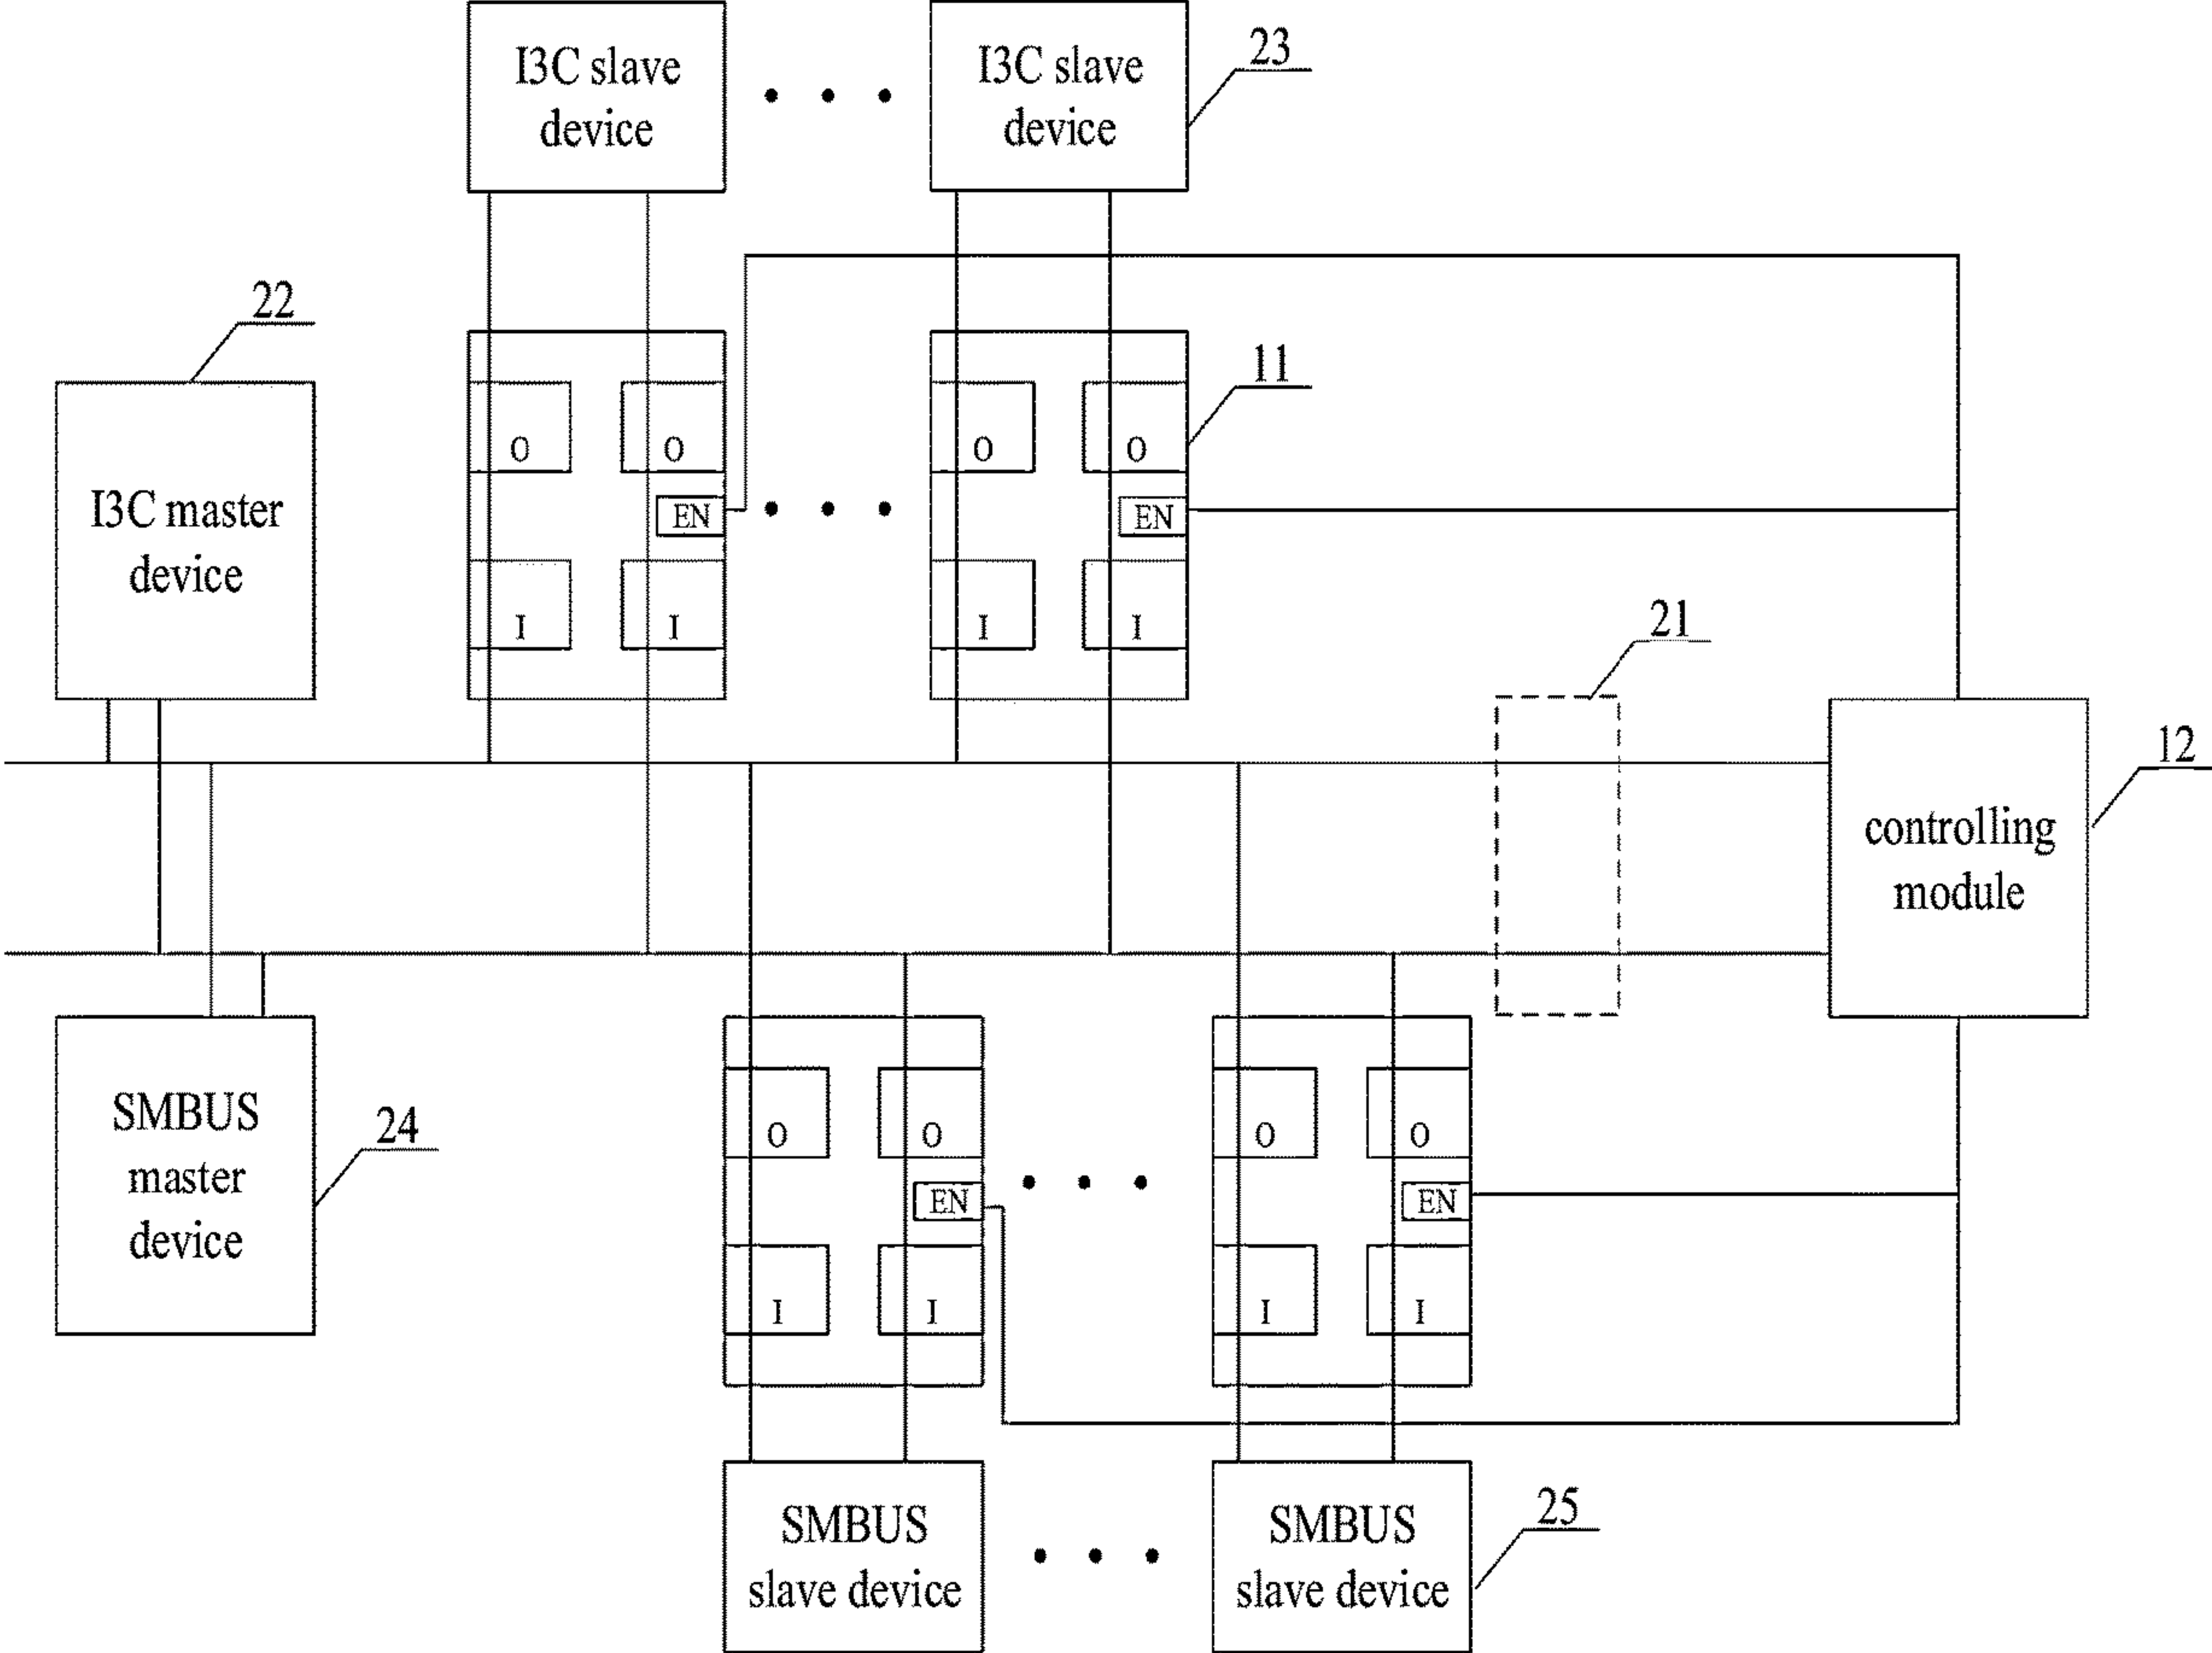 I3C slave
device
I3C slave
device
23
22
11
I3C master
device
O
O
EN
I
I
O
O
EN
I
I
21
12
controlling
module
SMBUS
master
device
24
O
O
EN
I
I
O
O
EN
I
I
SMBUS
slave device
SMBUS
slave device
25